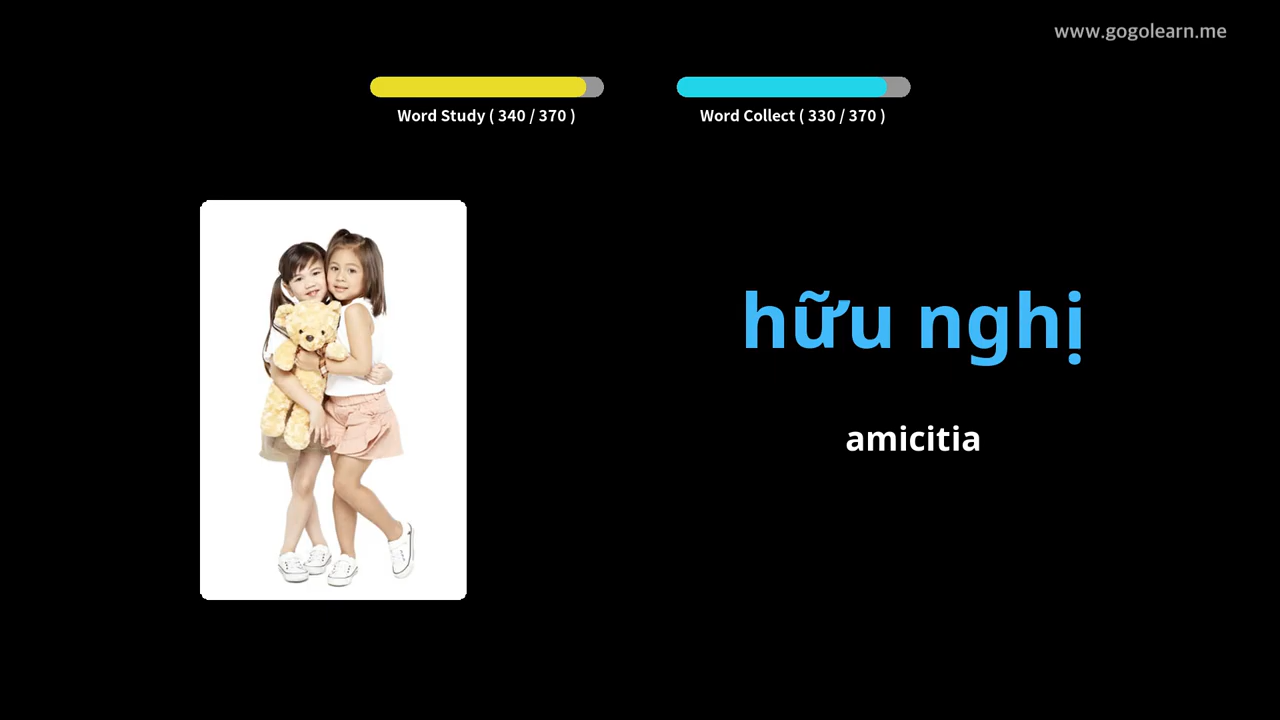 www.gogolearn.me
Word Study ( 340 / 370 )
Word Collect ( 330 / 370 )
hữu nghị
amicitia